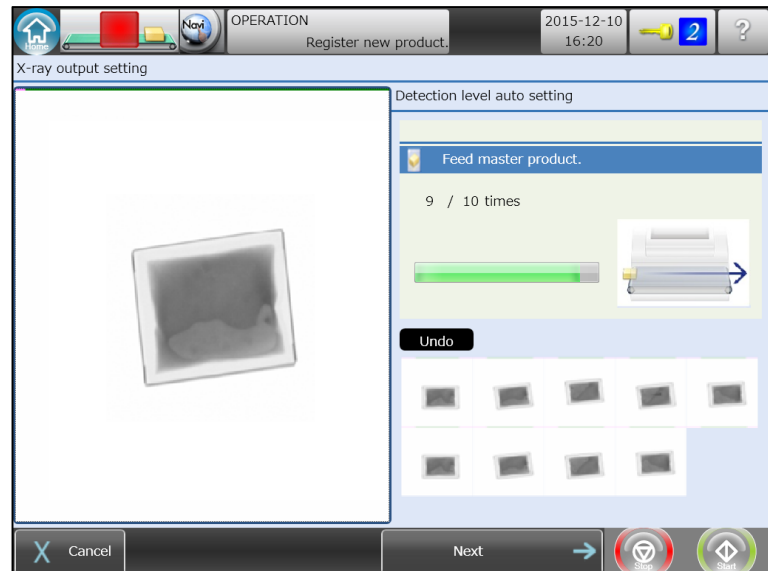 Home
Navi
OPERATION
Register new product.
2015-12-10
16:20
2
?
X-ray output setting
Detection level auto setting
Feed master product.
9 / 10 times
Undo
X Cancel
Next
Stop
Start